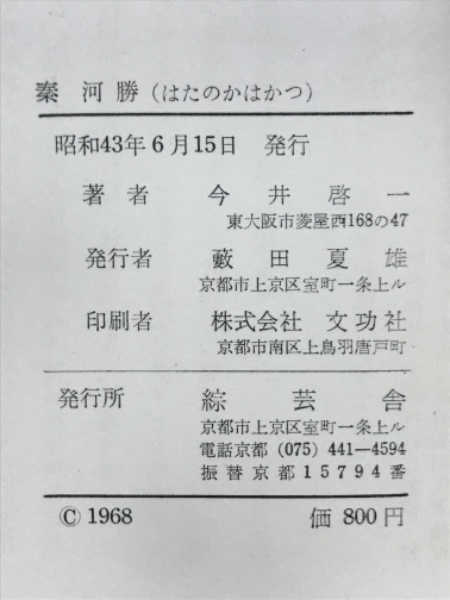 秦 河勝（はたのかはかつ）
昭和43年6月15日 発行
著者 今井啓一
東大阪市菱屋西168の47
発行者 薮田夏雄
京都市上京区室町一条上ル
印刷者 株式会社 文功社
京都市南区上鳥羽唐戸町
発行所 綜芸舎
京都市上京区室町一条上ル
電話京都（075）441―4594
振替京都15794番
© 1968 価 800円